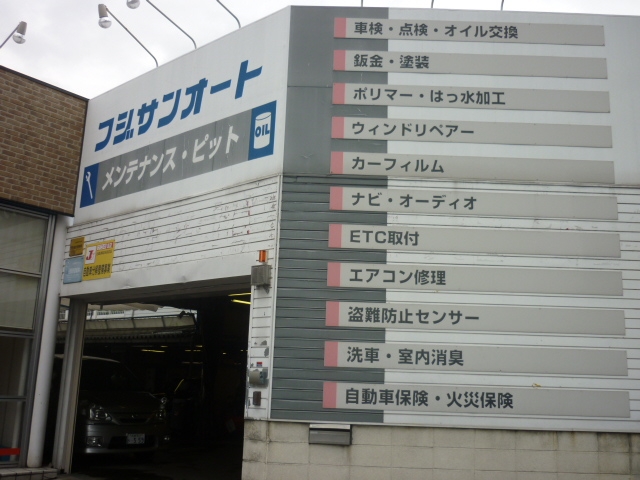 フジサンオート
メンテナンス・ピット
OIL
車検・点検・オイル交換
鈑金・塗装
ポリマー・はっ水加工
ウィンドリペアー
カーフィルム
ナビ・オーディオ
ETC取付
エアコン修理
盗難防止センサー
洗車・室内消臭
自動車保険・火災保険